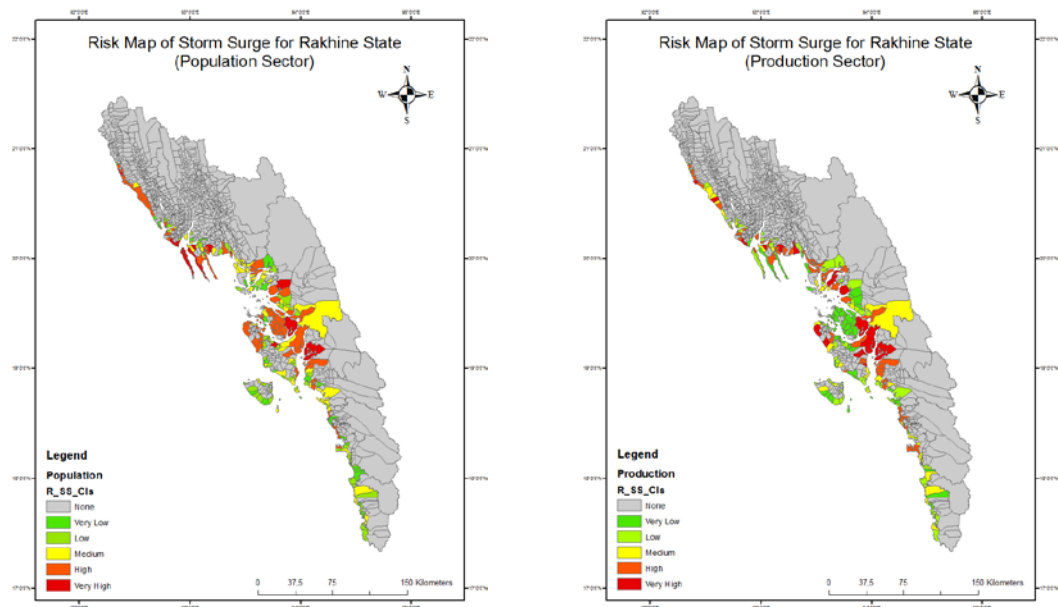 Risk Map of Storm Surge for Rakhine State
(Population Sector)
N
W E
S
Legend
Population
R_SS_Cls
None
Very Low
Low
Medium
High
Very High
0 37.5 75 150 Kilometers
Risk Map of Storm Surge for Rakhine State
(Production Sector)
N
W E
S
Legend
Production
R_SS_Cls
None
Very Low
Low
Medium
High
Very High
0 37.5 75 150 Kilometers